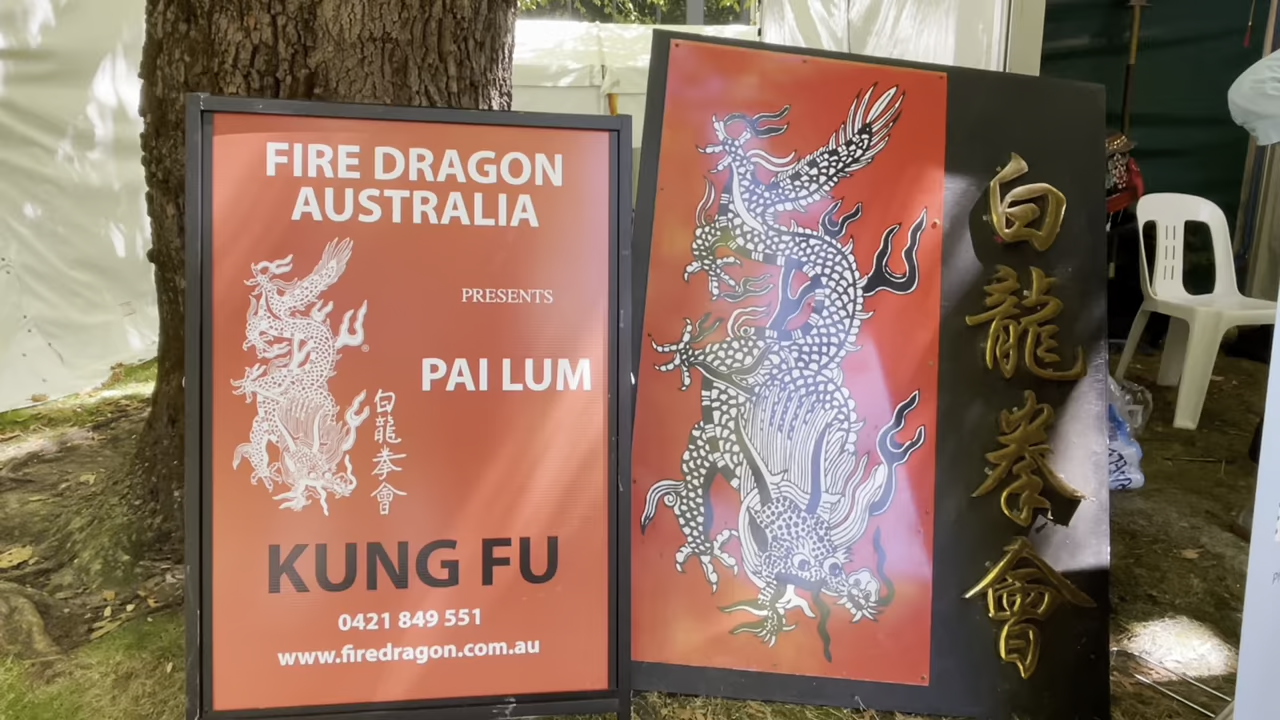 FIRE DRAGON
AUSTRALIA
PRESENTS
PAI LUM
白龍拳會
KUNG FU
0421 849 551
www.firedragon.com.au
白龍拳會